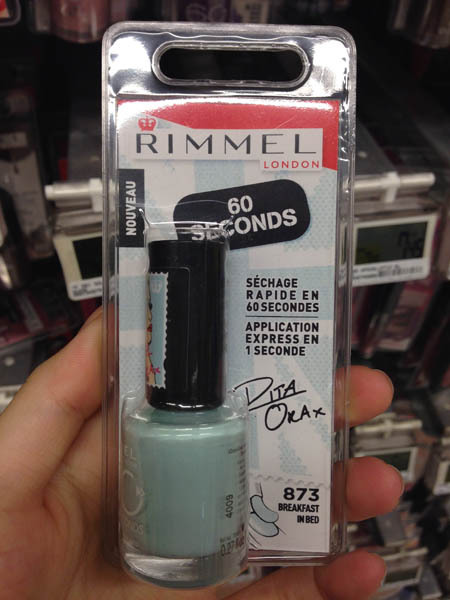 RIMMEL
LONDON
NOUVEAU
60
SECONDS
SÉCHAGE
RAPIDE EN
60 SECONDES
APPLICATION
EXPRESS EN
1 SECONDE
RITA
ORA x
873
BREAKFAST
IN BED
4009